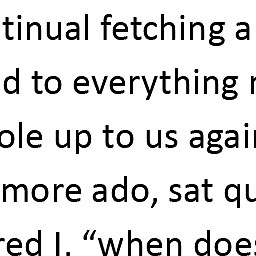 tinual fetching a
d to everything
ole up to us agai
more ado, sat qu
red I. “when does